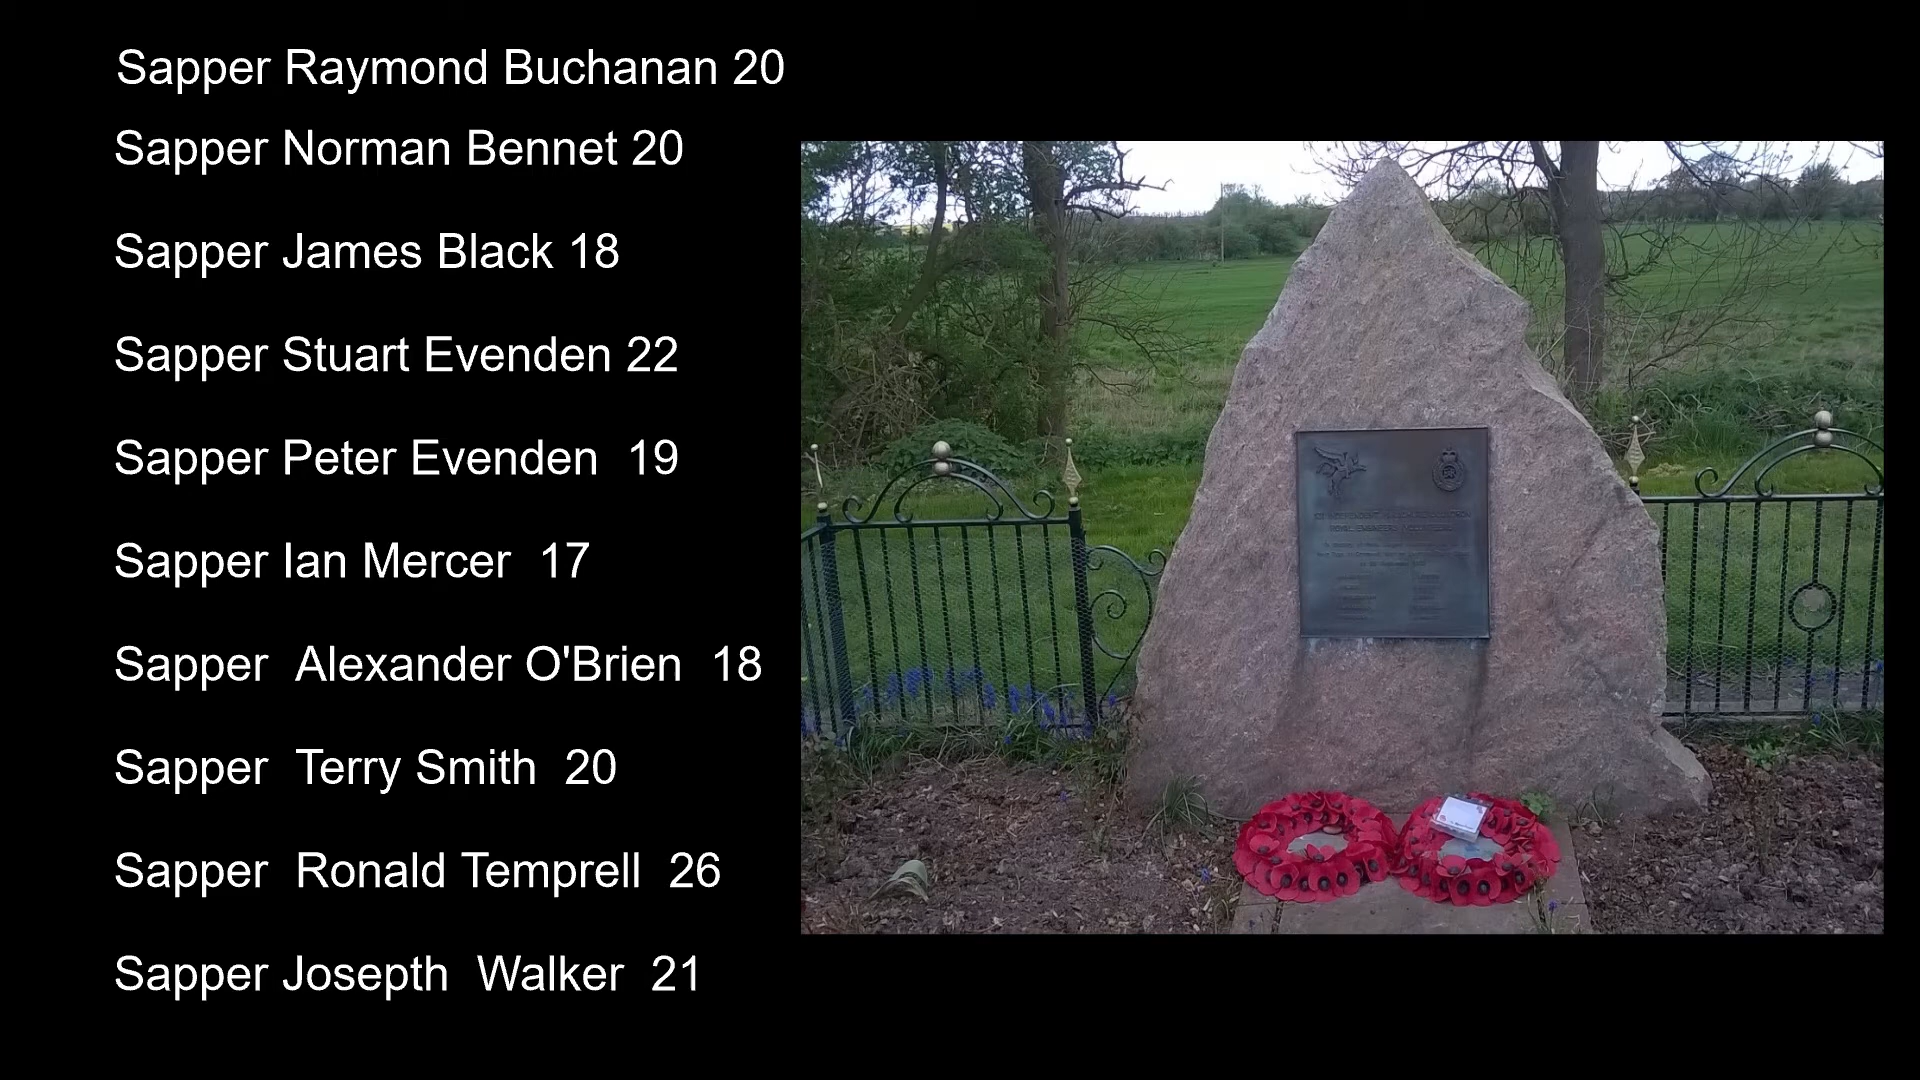 Sapper Raymond Buchanan 20
Sapper Norman Bennet 20
Sapper James Black 18
Sapper Stuart Evenden 22
Sapper Peter Evenden 19
Sapper Ian Mercer 17
Sapper Alexander O'Brien 18
Sapper Terry Smith 20
Sapper Ronald Temprell 26
Sapper Josepth Walker 21